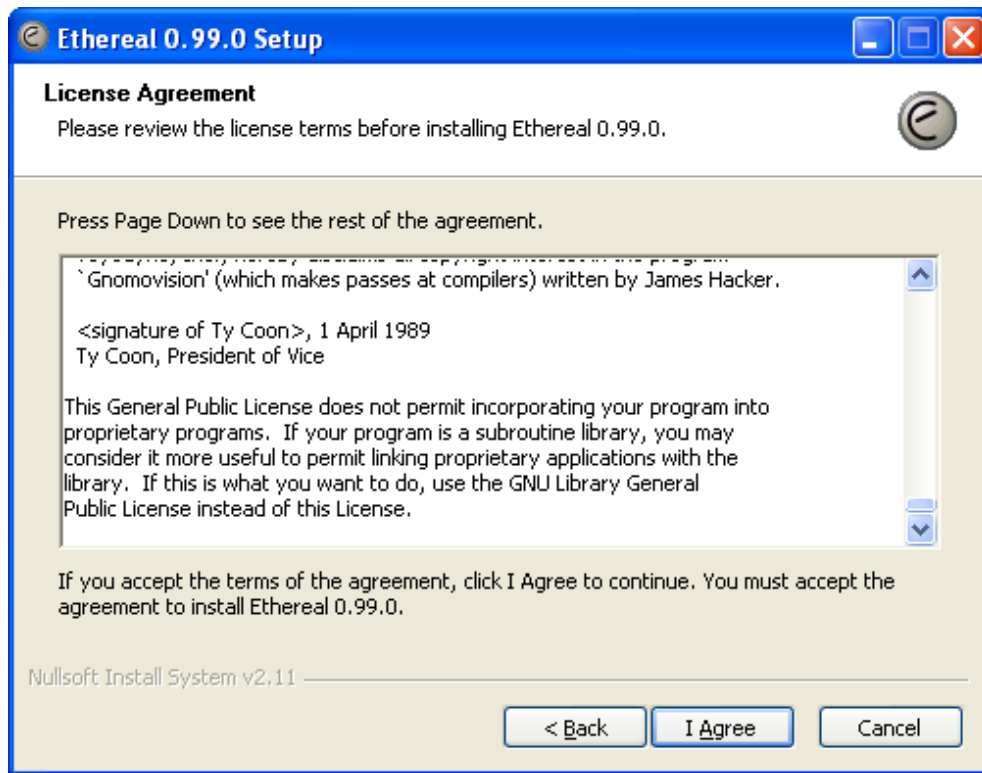 Ethereal 0.99.0 Setup
License Agreement
Please review the license terms before installing Ethereal 0.99.0.
Press Page Down to see the rest of the agreement.
`Gnomovision' (which makes passes at compilers) written by James Hacker.
<signature of Ty Coon>, 1 April 1989
Ty Coon, President of Vice
This General Public License does not permit incorporating your program into
proprietary programs.  If your program is a subroutine library, you may
consider it more useful to permit linking proprietary applications with the
library.  If this is what you want to do, use the GNU Library General
Public License instead of this License.
If you accept the terms of the agreement, click I Agree to continue. You must accept the
agreement to install Ethereal 0.99.0.
Nullsoft Install System v2.11
< Back
I Agree
Cancel